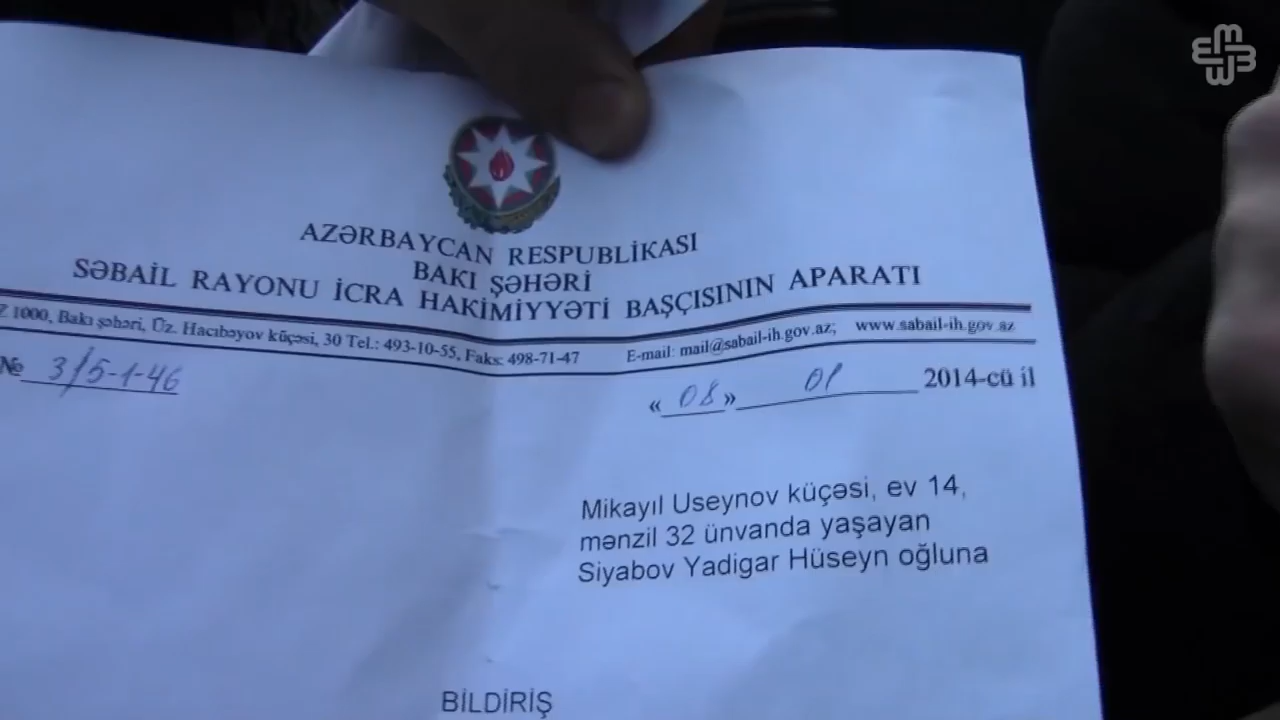 AZƏRBAYCAN RESPUBLİKASI
BAKI ŞƏHƏRİ
SƏBAİL RAYONU İCRA HAKİMİYYƏTİ BAŞÇISININ APARATI
Z 1000, Bakı şəhəri, Üz. Hacıbəyov küçəsi, 30 Tel.: 493-10-55, Faks: 498-71-47 E-mail: mail@sabail-ih.gov.az; www.sabail-ih.gov.az
№ 3/5-1-46 « 08 » 01 2014-cü il
Mikayıl Useynov küçəsi, ev 14,
mənzil 32 ünvanda yaşayan
Siyabov Yadigar Hüseyn oğluna
BİLDİRİŞ